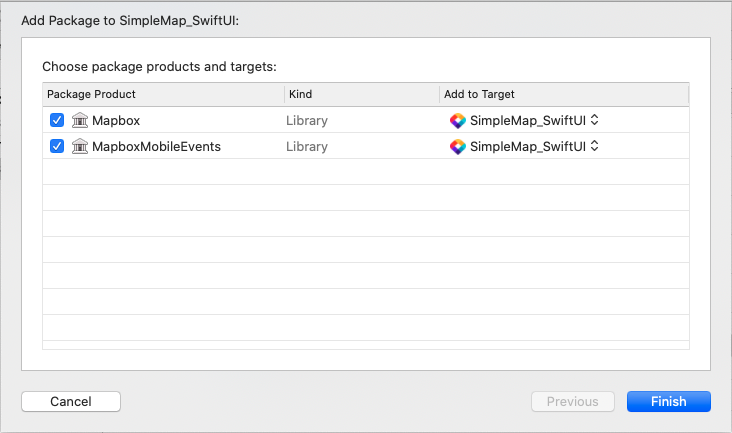 Add Package to SimpleMap_SwiftUI:
Choose package products and targets:
Package Product Kind Add to Target
Mapbox Library SimpleMap_SwiftUI
MapboxMobileEvents Library SimpleMap_SwiftUI
Cancel Previous Finish